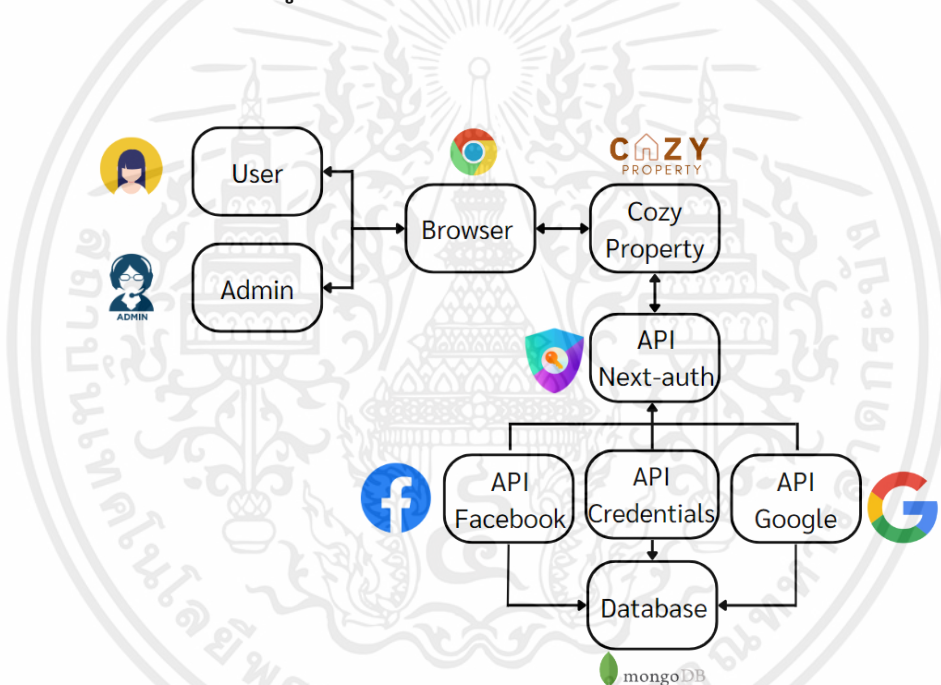 User
Admin
ADMIN
Browser
COZY
PROPERTY
Cozy
Property
API
Next-auth
API
Facebook
API
Credentials
API
Google
Database
mongoDB